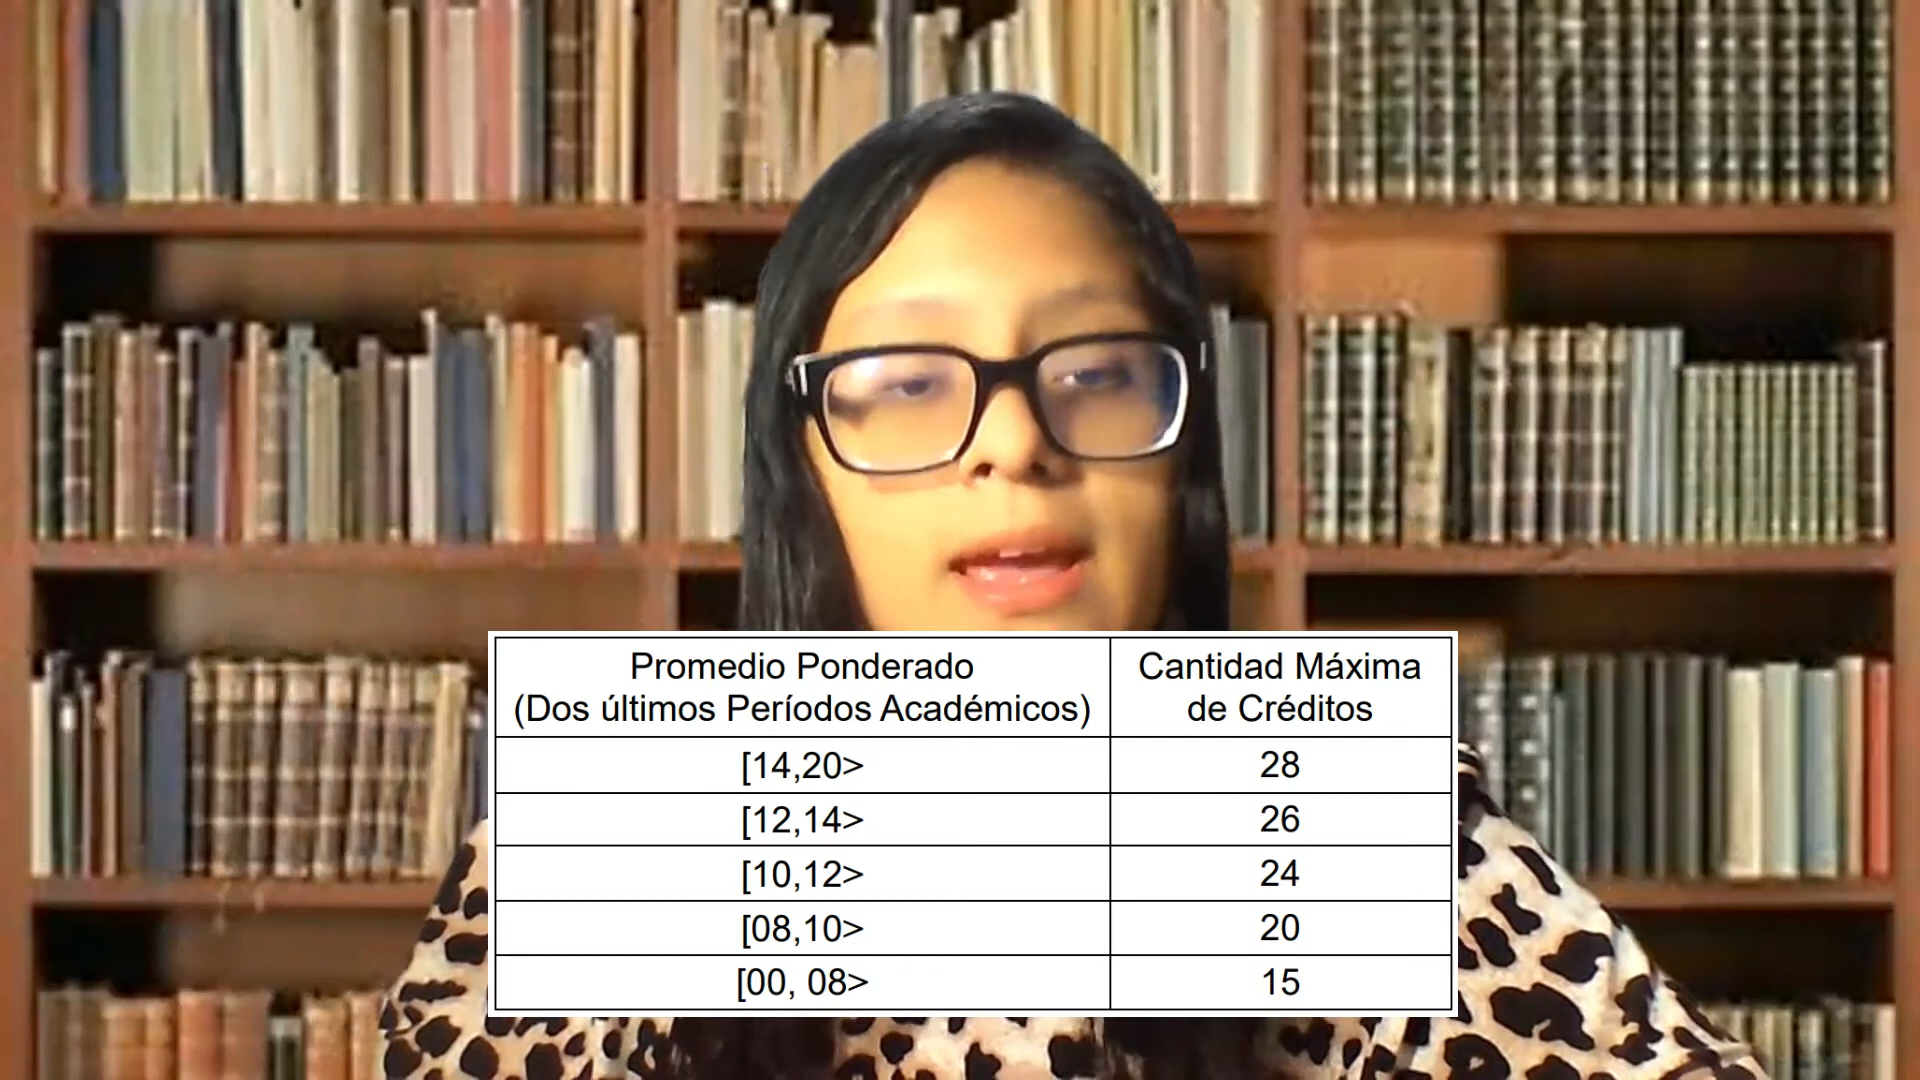 Promedio Ponderado
(Dos últimos Períodos Académicos)
Cantidad Máxima
de Créditos
[14,20> 28
[12,14> 26
[10,12> 24
[08,10> 20
[00, 08> 15